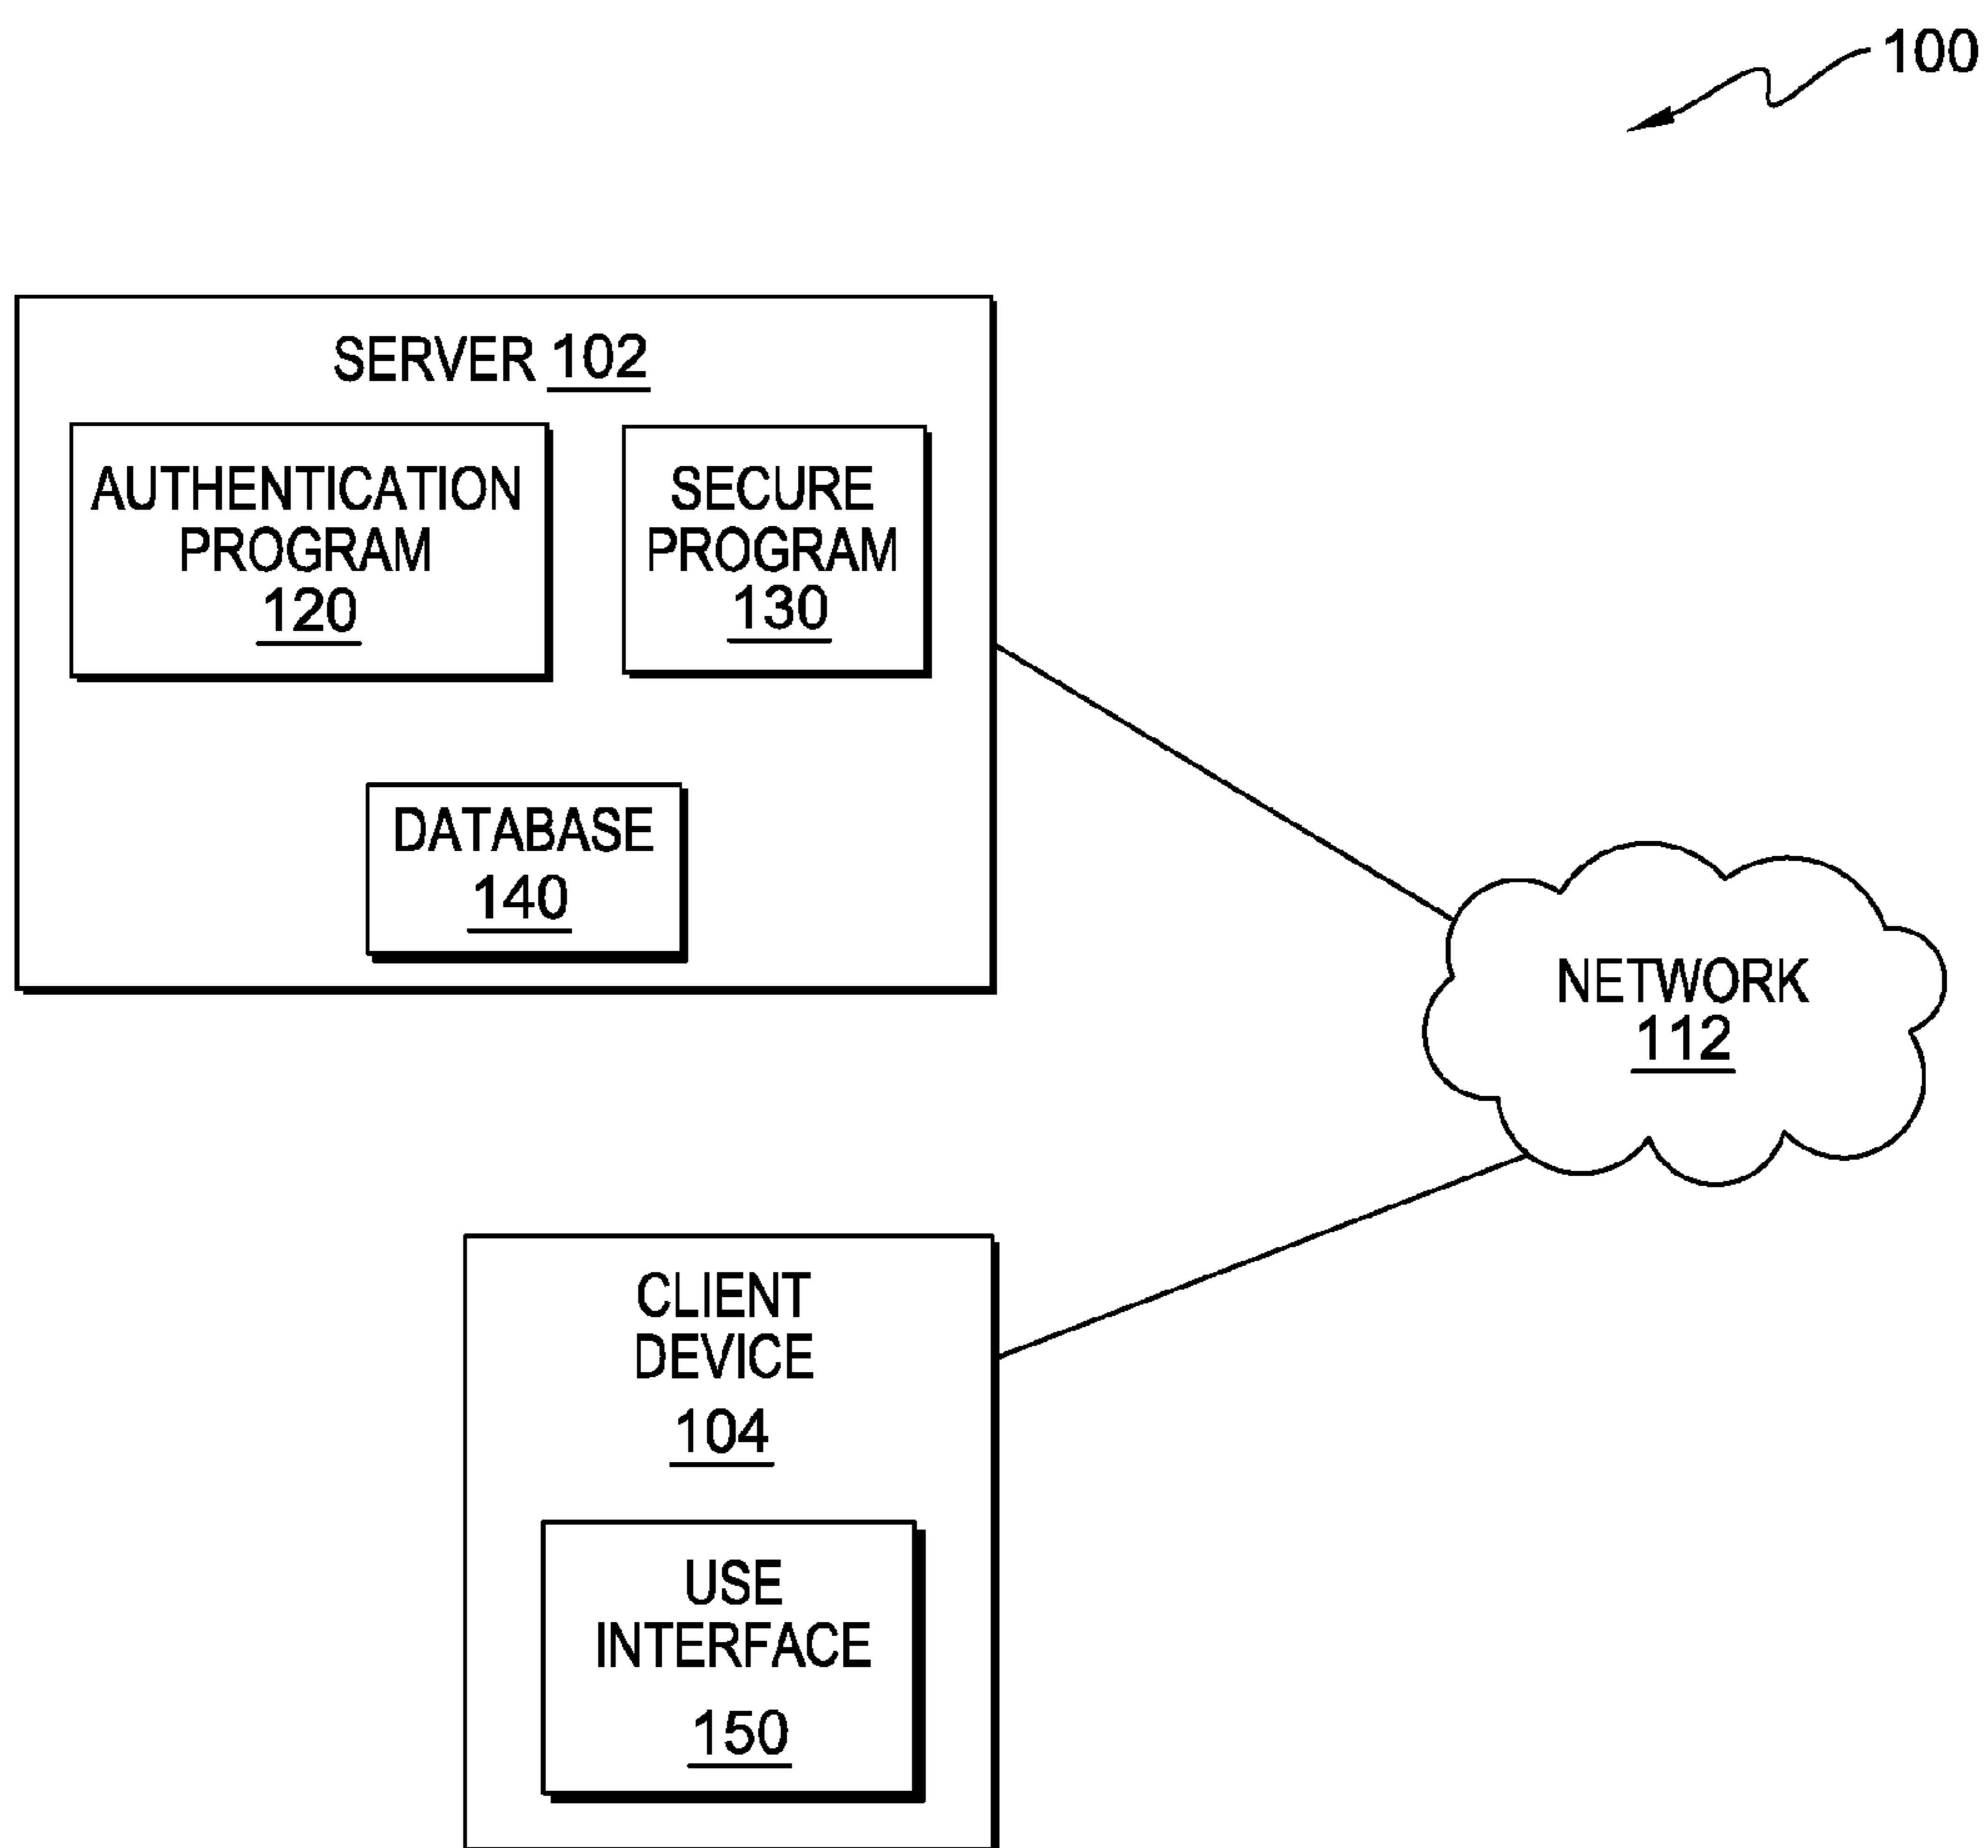 100
SERVER 102
AUTHENTICATION
PROGRAM
120
SECURE
PROGRAM
130
DATABASE
140
NETWORK
112
CLIENT
DEVICE
104
USE
INTERFACE
150